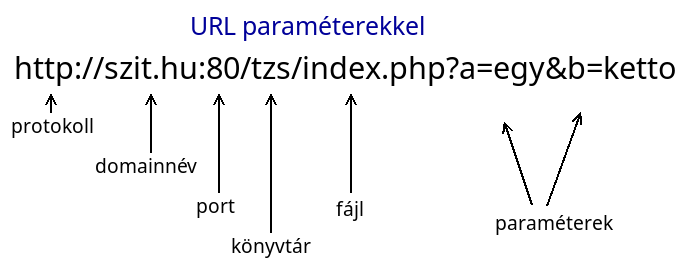 URL paraméterekkel
http://szit.hu:80/tzs/index.php?a=egy&b=ketto
protokoll
domainnév
port
fájl
könyvtár
paraméterek